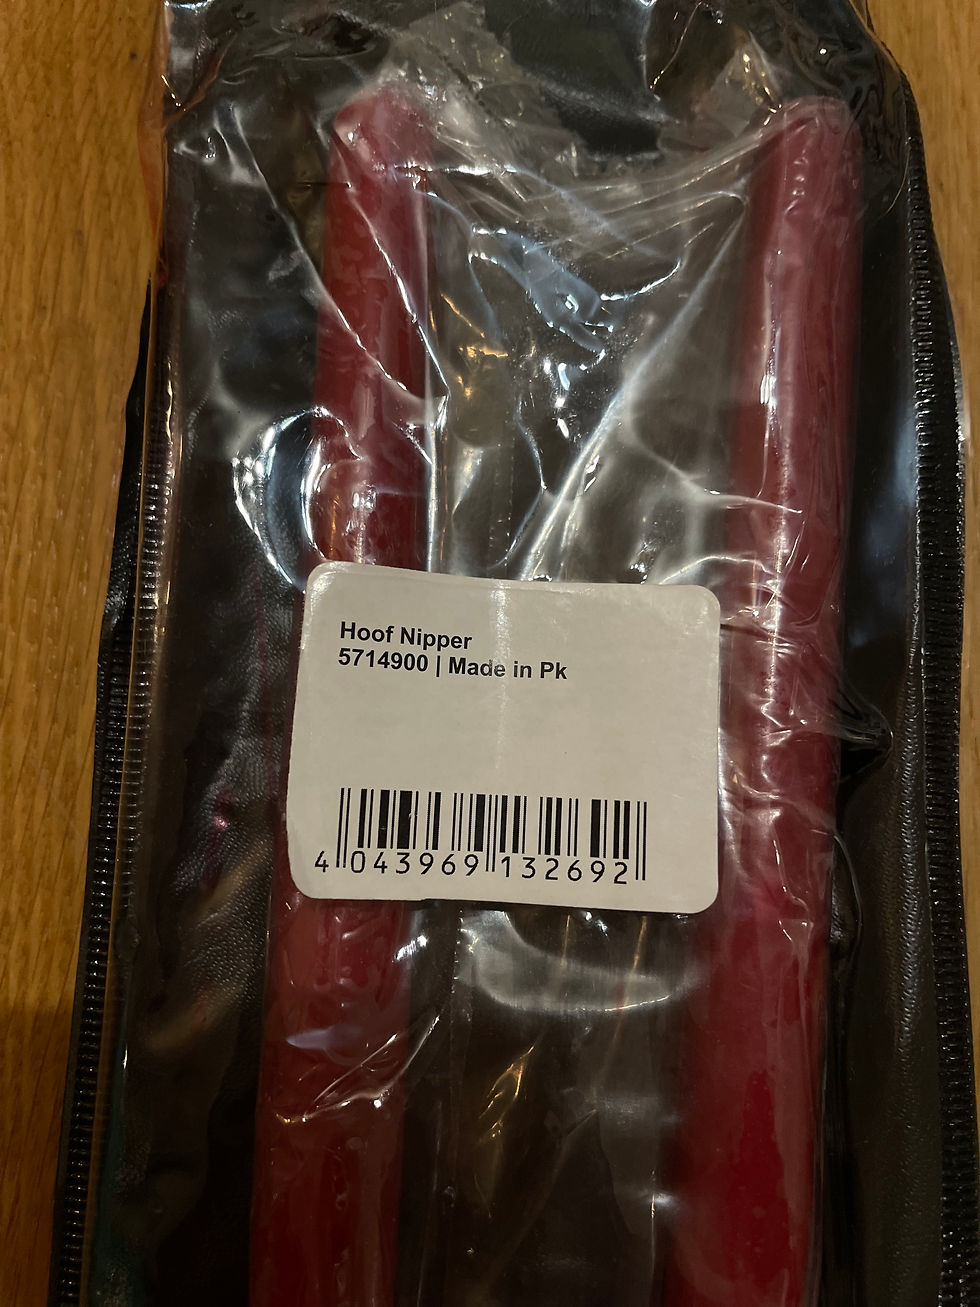 Hoof Nipper
5714900 | Made in Pk
4 043969 132692